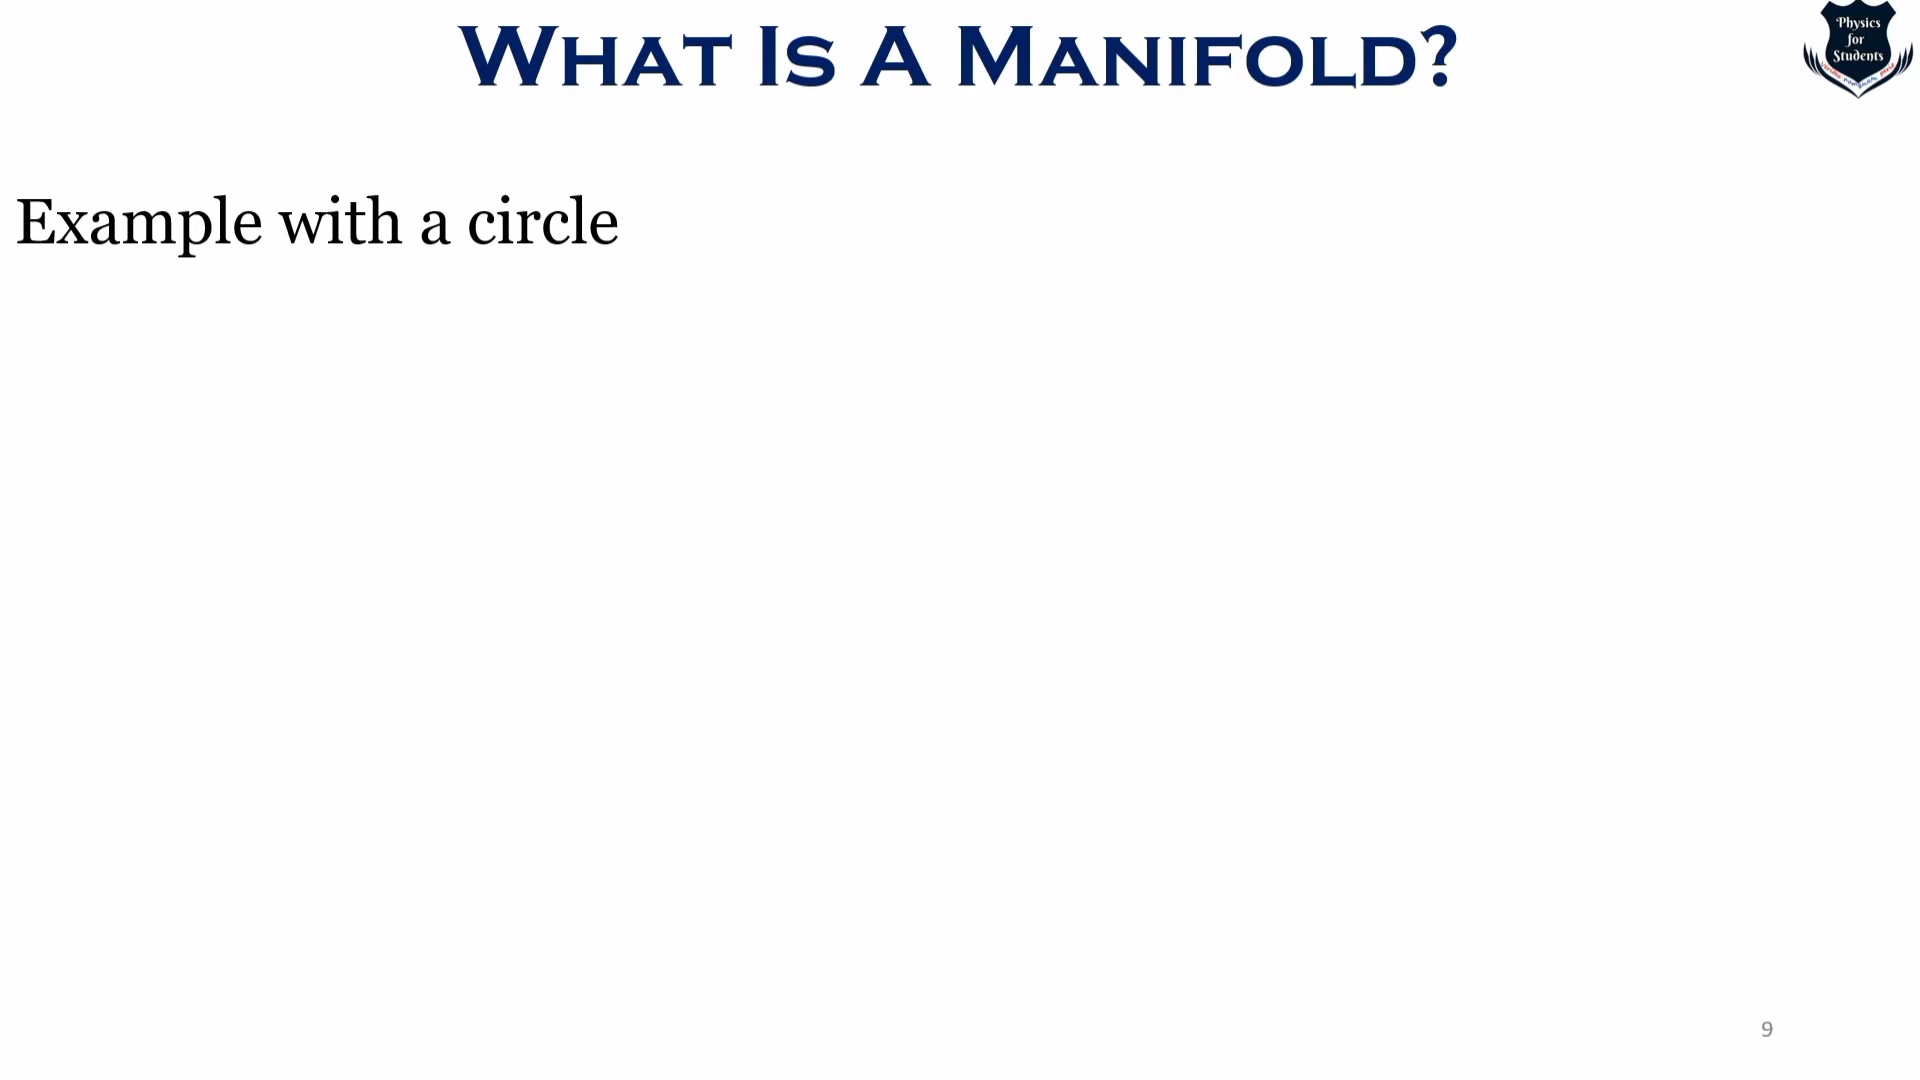 WHAT IS A MANIFOLD?
Physics
for
Students
Example with a circle
9